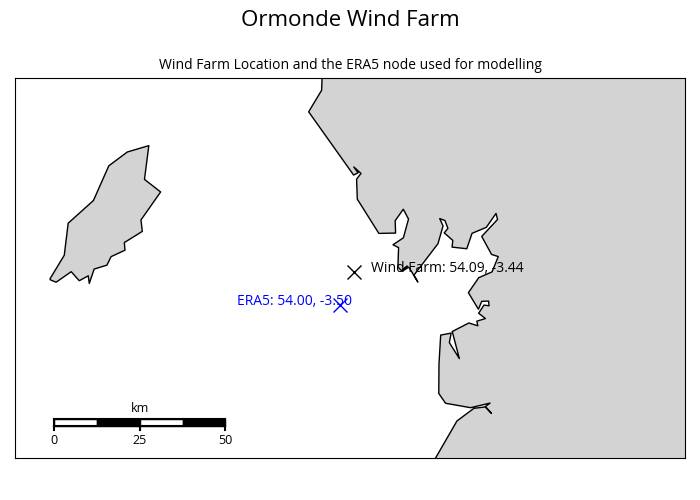 Ormonde Wind Farm
Wind Farm Location and the ERA5 node used for modelling
Wind Farm: 54.09, -3.44
ERA5: 54.00, -3.50
km
0 25 50